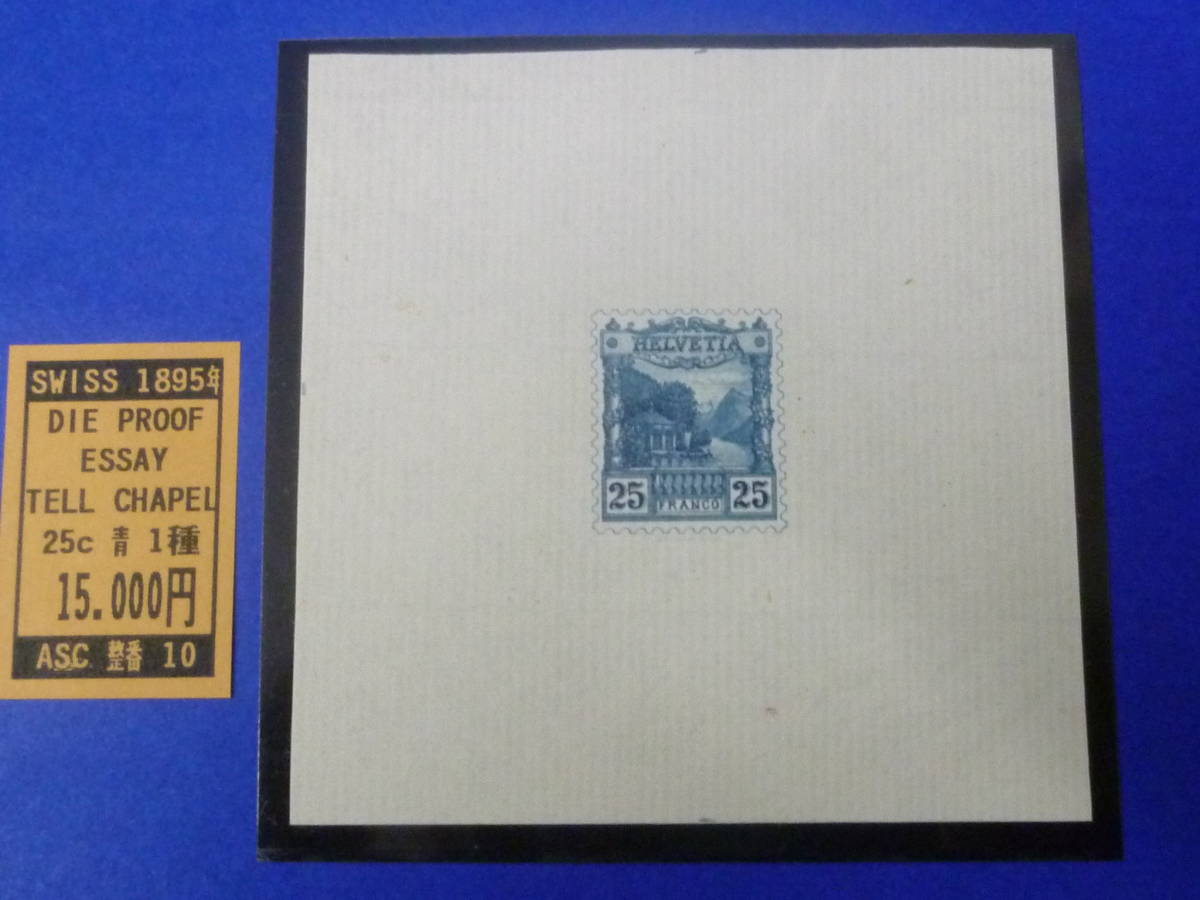 SWISS 1895年
DIE PROOF
ESSAY
TELL CHAPEL
25c 青 1種
15.000円
ASC 整番 10
HELVETIA
25 FRANCO 25